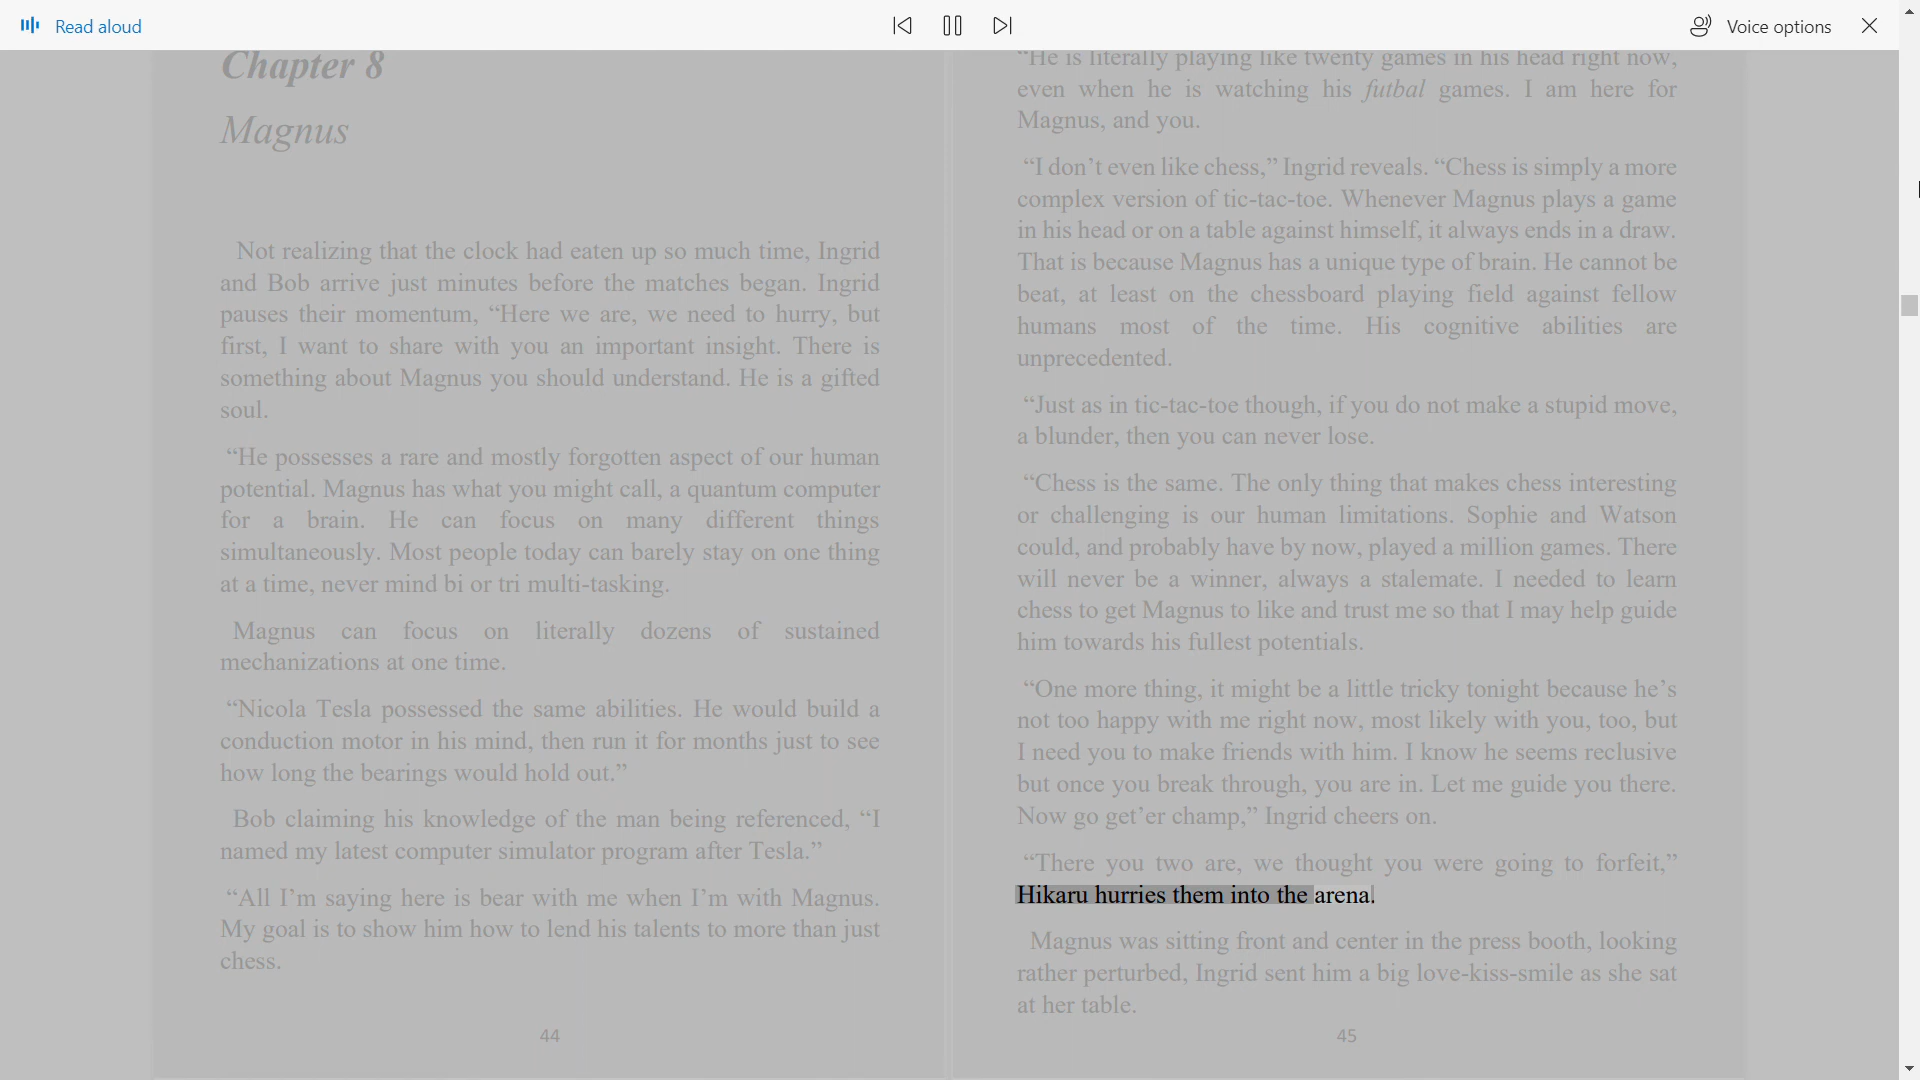 Read aloud
Voice options
Chapter 8
Magnus
Not realizing that the clock had eaten up so much time, Ingrid
and Bob arrive just minutes before the matches began. Ingrid
pauses their momentum, “Here we are, we need to hurry, but
first, I want to share with you an important insight. There is
something about Magnus you should understand. He is a gifted
soul.
“He possesses a rare and mostly forgotten aspect of our human
potential. Magnus has what you might call, a quantum computer
for a brain. He can focus on many different things
simultaneously. Most people today can barely stay on one thing
at a time, never mind bi or tri multi-tasking.
Magnus can focus on literally dozens of sustained
mechanizations at one time.
“Nicola Tesla possessed the same abilities. He would build a
conduction motor in his mind, then run it for months just to see
how long the bearings would hold out.”
Bob claiming his knowledge of the man being referenced, “I
named my latest computer simulator program after Tesla.”
“All I’m saying here is bear with me when I’m with Magnus.
My goal is to show him how to lend his talents to more than just
chess.
44
“He is literally playing like twenty games in his head right now,
even when he is watching his futbal games. I am here for
Magnus, and you.
“I don’t even like chess,” Ingrid reveals. “Chess is simply a more
complex version of tic-tac-toe. Whenever Magnus plays a game
in his head or on a table against himself, it always ends in a draw.
That is because Magnus has a unique type of brain. He cannot be
beat, at least on the chessboard playing field against fellow
humans most of the time. His cognitive abilities are
unprecedented.
“Just as in tic-tac-toe though, if you do not make a stupid move,
a blunder, then you can never lose.
“Chess is the same. The only thing that makes chess interesting
or challenging is our human limitations. Sophie and Watson
could, and probably have by now, played a million games. There
will never be a winner, always a stalemate. I needed to learn
chess to get Magnus to like and trust me so that I may help guide
him towards his fullest potentials.
“One more thing, it might be a little tricky tonight because he’s
not too happy with me right now, most likely with you, too, but
I need you to make friends with him. I know he seems reclusive
but once you break through, you are in. Let me guide you there.
Now go get’er champ,” Ingrid cheers on.
“There you two are, we thought you were going to forfeit,”
Hikaru hurries them into the arena.
Magnus was sitting front and center in the press booth, looking
rather perturbed, Ingrid sent him a big love-kiss-smile as she sat
at her table.
45